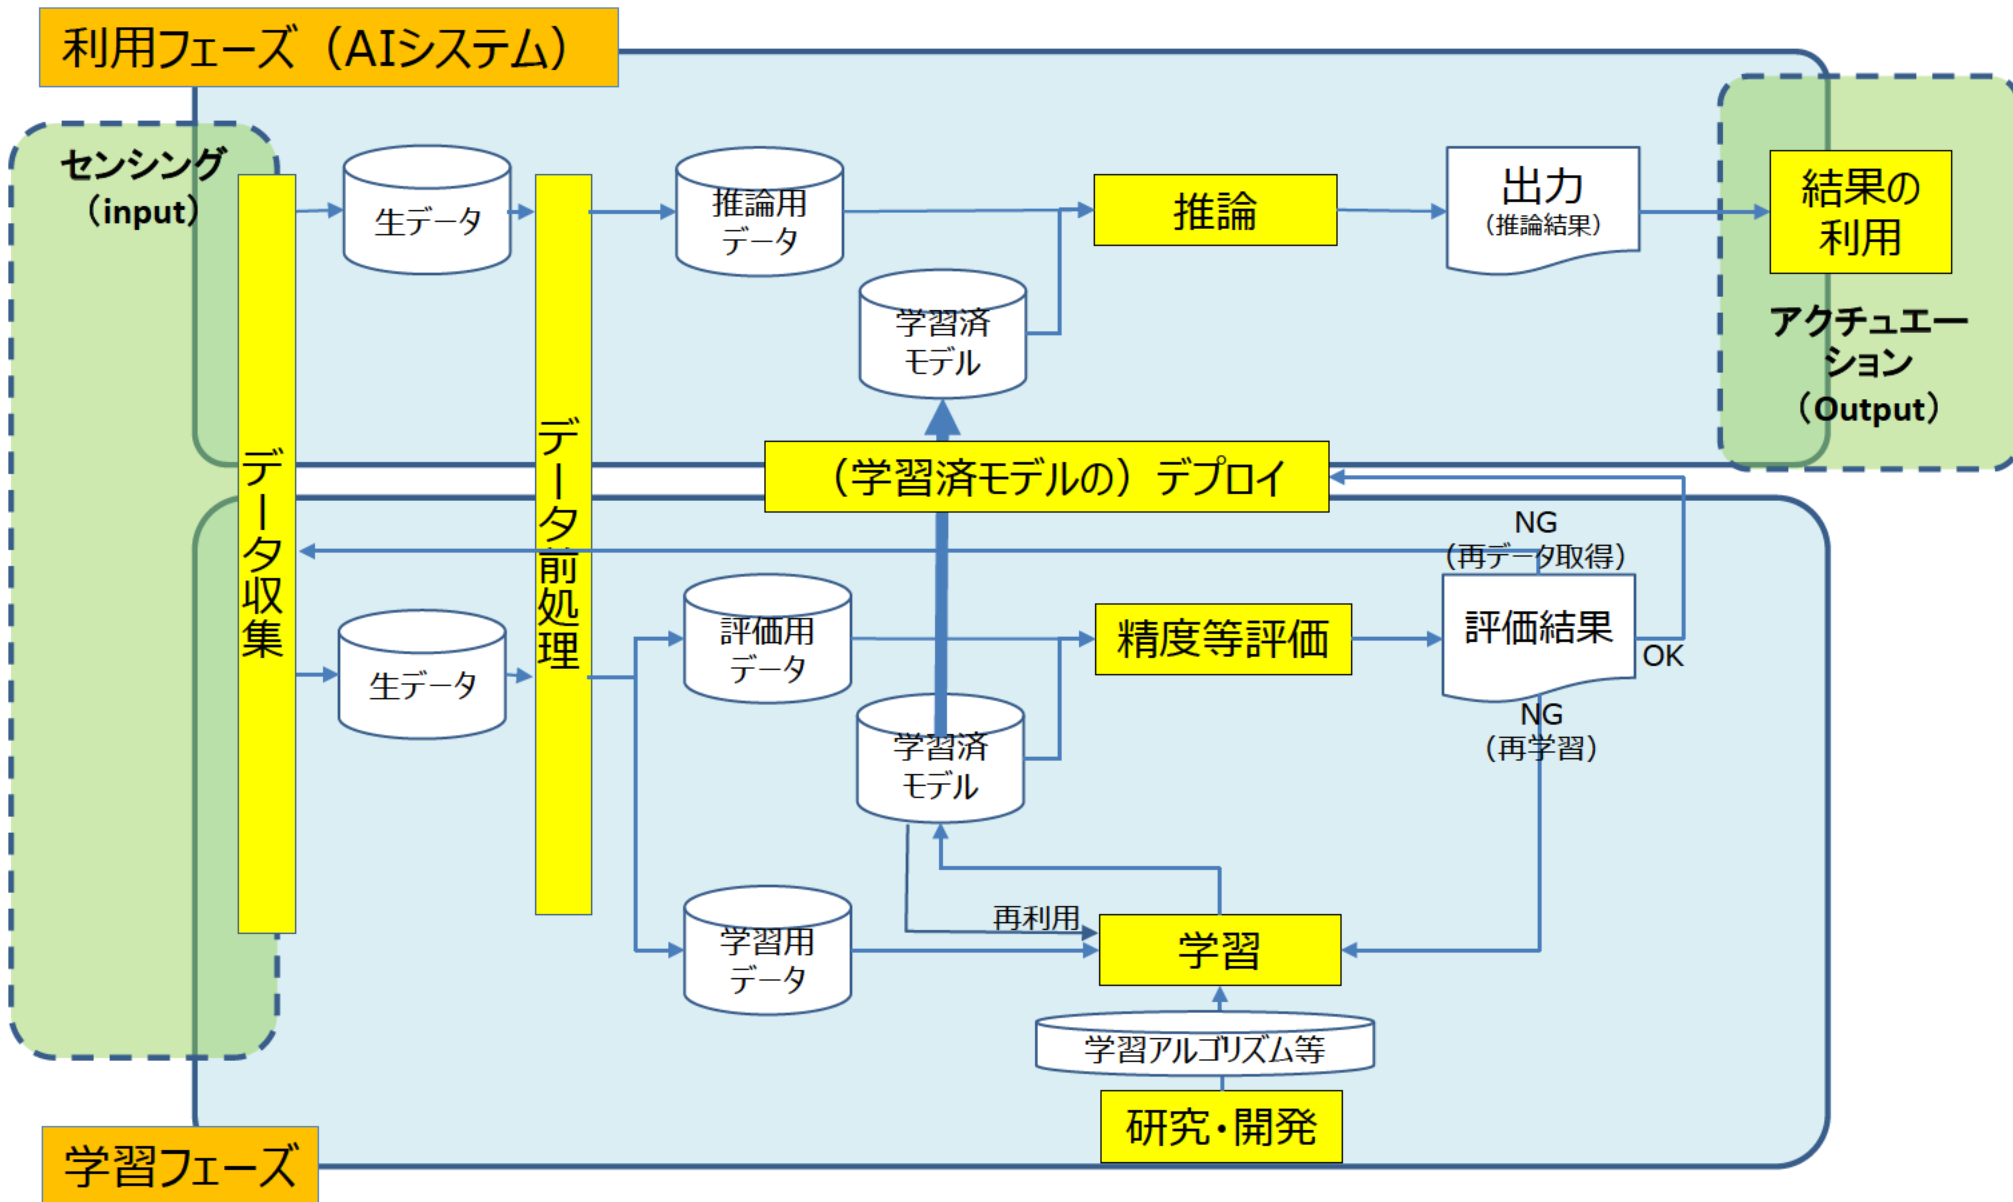 利用フェーズ（AIシステム）
センシング
（input）
生データ
推論用
データ
推論
出力
（推論結果）
結果の
利用
学習済
モデル
アクチュエー
ション
（Output）
データ収集
データ前処理
（学習済モデルの）デプロイ
NG
（再データ取得）
生データ
評価用
データ
精度等評価
評価結果
OK
学習済
モデル
NG
（再学習）
再利用
学習用
データ
学習
学習アルゴリズム等
研究・開発
学習フェーズ